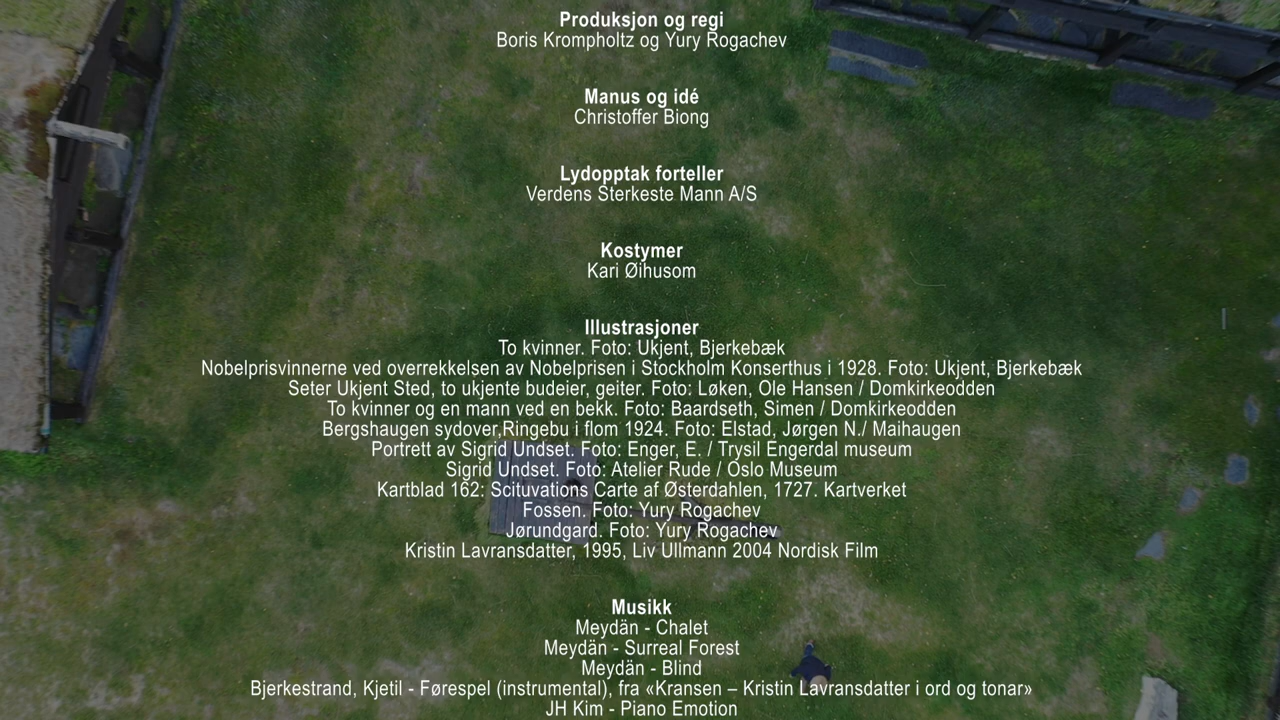 Produksjon og regi
Boris Krompholtz og Yury Rogachev
Manus og idé
Christoffer Biong
Lydopptak forteller
Verdens Sterkeste Mann A/S
Kostymer
Kari Øihusom
Illustrasjoner
To kvinner. Foto: Ukjent, Bjerkebæk
Nobelprisvinnerne ved overrekkelsen av Nobelprisen i Stockholm Konserthus i 1928. Foto: Ukjent, Bjerkebæk
Seter Ukjent Sted, to ukjente budeier, geiter. Foto: Løken, Ole Hansen / Domkirkeodden
To kvinner og en mann ved en bekk. Foto: Baardseth, Simen / Domkirkeodden
Bergshaugen sydover,Ringebu i flom 1924. Foto: Elstad, Jørgen N./ Maihaugen
Portrett av Sigrid Undset. Foto: Enger, E. / Trysil Engerdal museum
Sigrid Undset. Foto: Atelier Rude / Oslo Museum
Kartblad 162: Scituvations Carte af Østerdahlen, 1727. Kartverket
Fossen. Foto: Yury Rogachev
Jørundgard. Foto: Yury Rogachev
Kristin Lavransdatter, 1995, Liv Ullmann 2004 Nordisk Film
Musikk
Meydän - Chalet
Meydän - Surreal Forest
Meydän - Blind
Bjerkestrand, Kjetil - Førespel (instrumental), fra «Kransen – Kristin Lavransdatter i ord og tonar»
JH Kim - Piano Emotion